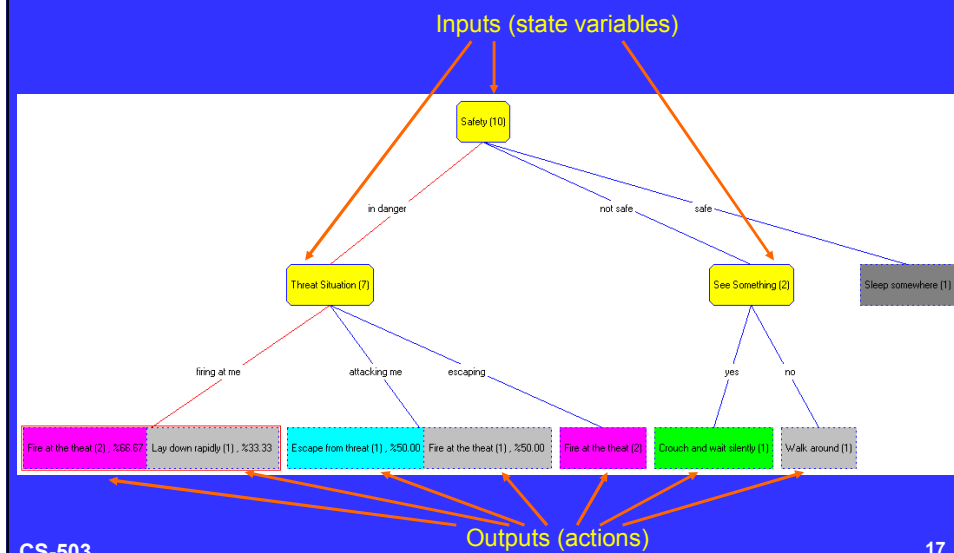 Inputs (state variables)
Safety (10)
in danger
not safe
safe
Threat Situation (7)
See Something (2)
Sleep somewhere (1)
firing at me
attacking me
escaping
yes
no
Fire at the theat (2) , %66.67
Lay down rapidly (1) , %33.33
Escape from threat (1) , %50.00
Fire at the theat (1) , %50.00
Fire at the theat (2)
Crouch and wait silently (1)
Walk around (1)
Outputs (actions)
CS-503
17